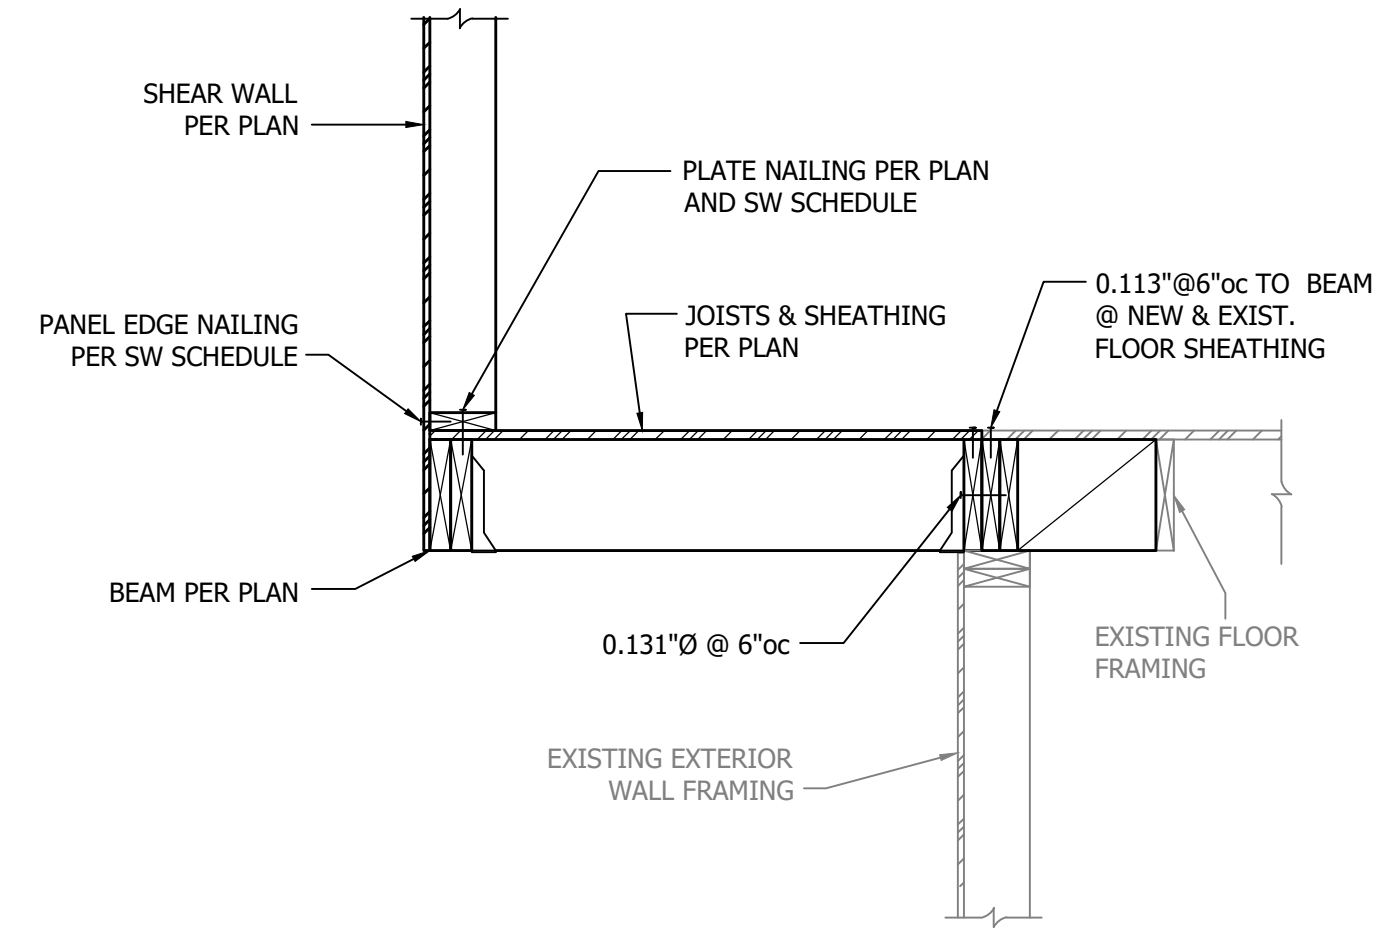 SHEAR WALL
PER PLAN
PLATE NAILING PER PLAN
AND SW SCHEDULE
0.113"@6"oc TO BEAM
@ NEW & EXIST.
FLOOR SHEATHING
JOISTS & SHEATHING
PER PLAN
PANEL EDGE NAILING
PER SW SCHEDULE
BEAM PER PLAN
0.131"Ø @ 6"oc
EXISTING FLOOR
FRAMING
EXISTING EXTERIOR
WALL FRAMING